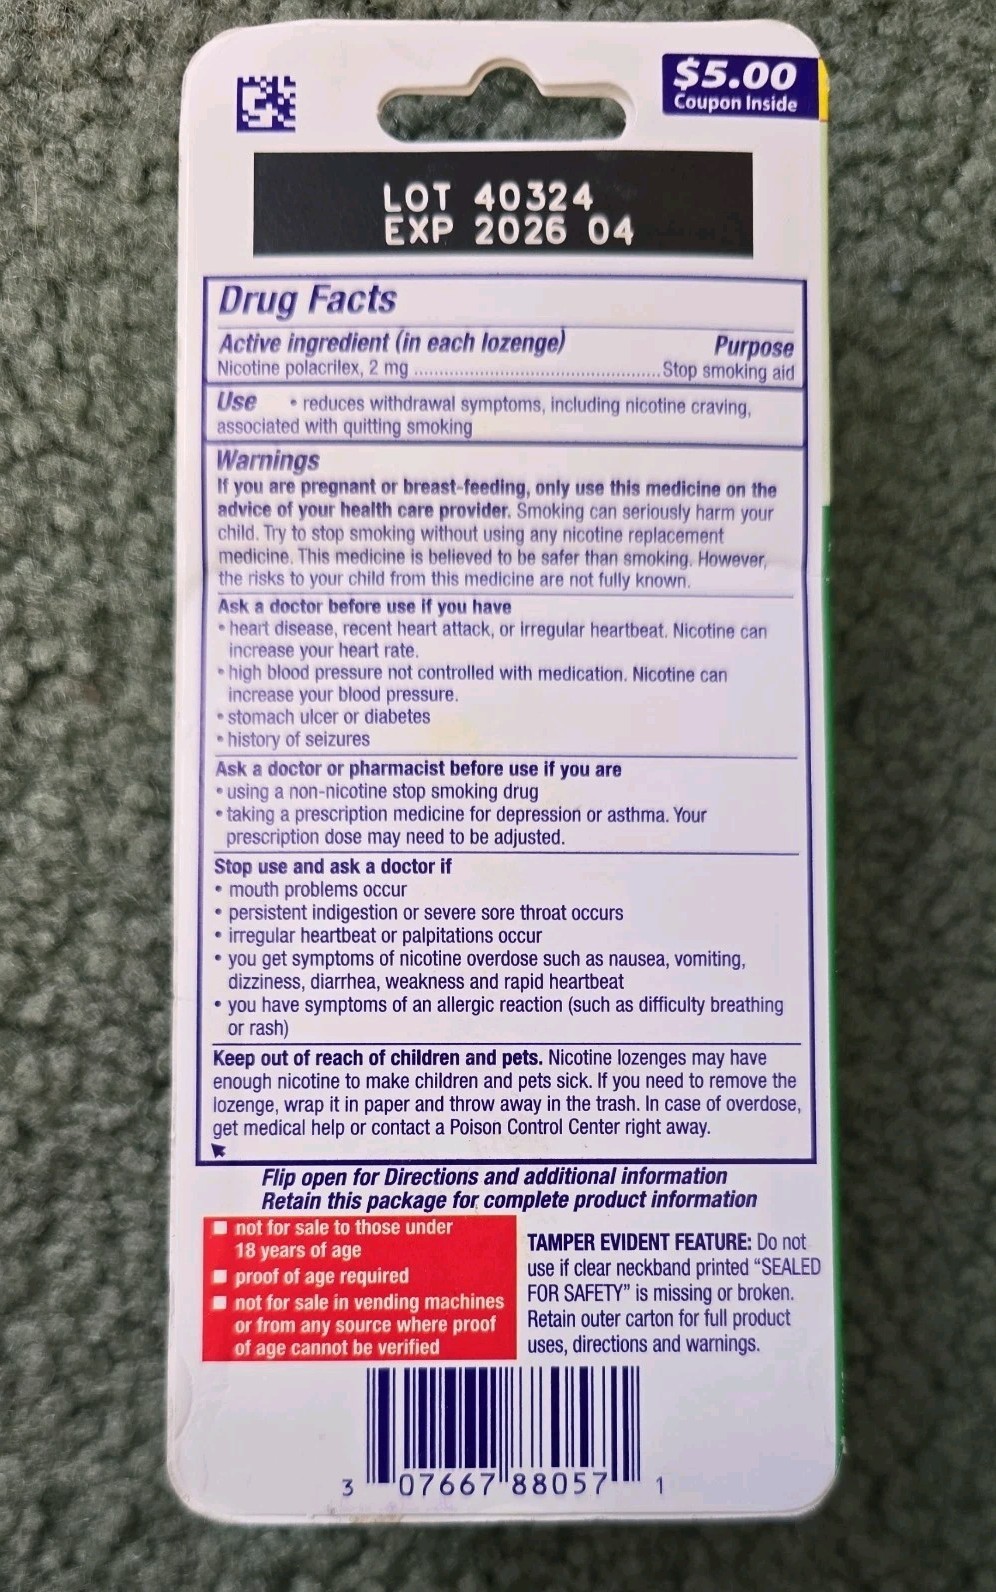 $5.00
Coupon Inside
LOT 40324
EXP 2026 04
Drug Facts
Active ingredient (in each lozenge) Purpose
Nicotine polacrilex, 2 mg ................................................ Stop smoking aid
Use • reduces withdrawal symptoms, including nicotine craving,
associated with quitting smoking
Warnings
If you are pregnant or breast-feeding, only use this medicine on the
advice of your health care provider. Smoking can seriously harm your
child. Try to stop smoking without using any nicotine replacement
medicine. This medicine is believed to be safer than smoking. However,
the risks to your child from this medicine are not fully known.
Ask a doctor before use if you have
• heart disease, recent heart attack, or irregular heartbeat. Nicotine can
increase your heart rate.
• high blood pressure not controlled with medication. Nicotine can
increase your blood pressure.
• stomach ulcer or diabetes
• history of seizures
Ask a doctor or pharmacist before use if you are
• using a non-nicotine stop smoking drug
• taking a prescription medicine for depression or asthma. Your
prescription dose may need to be adjusted.
Stop use and ask a doctor if
• mouth problems occur
• persistent indigestion or severe sore throat occurs
• irregular heartbeat or palpitations occur
• you get symptoms of nicotine overdose such as nausea, vomiting,
dizziness, diarrhea, weakness and rapid heartbeat
• you have symptoms of an allergic reaction (such as difficulty breathing
or rash)
Keep out of reach of children and pets. Nicotine lozenges may have
enough nicotine to make children and pets sick. If you need to remove the
lozenge, wrap it in paper and throw away in the trash. In case of overdose,
get medical help or contact a Poison Control Center right away.
Flip open for Directions and additional information
Retain this package for complete product information
■ not for sale to those under
18 years of age
■ proof of age required
■ not for sale in vending machines
or from any source where proof
of age cannot be verified
TAMPER EVIDENT FEATURE: Do not
use if clear neckband printed "SEALED
FOR SAFETY" is missing or broken.
Retain outer carton for full product
uses, directions and warnings.
3 07667 88057 1